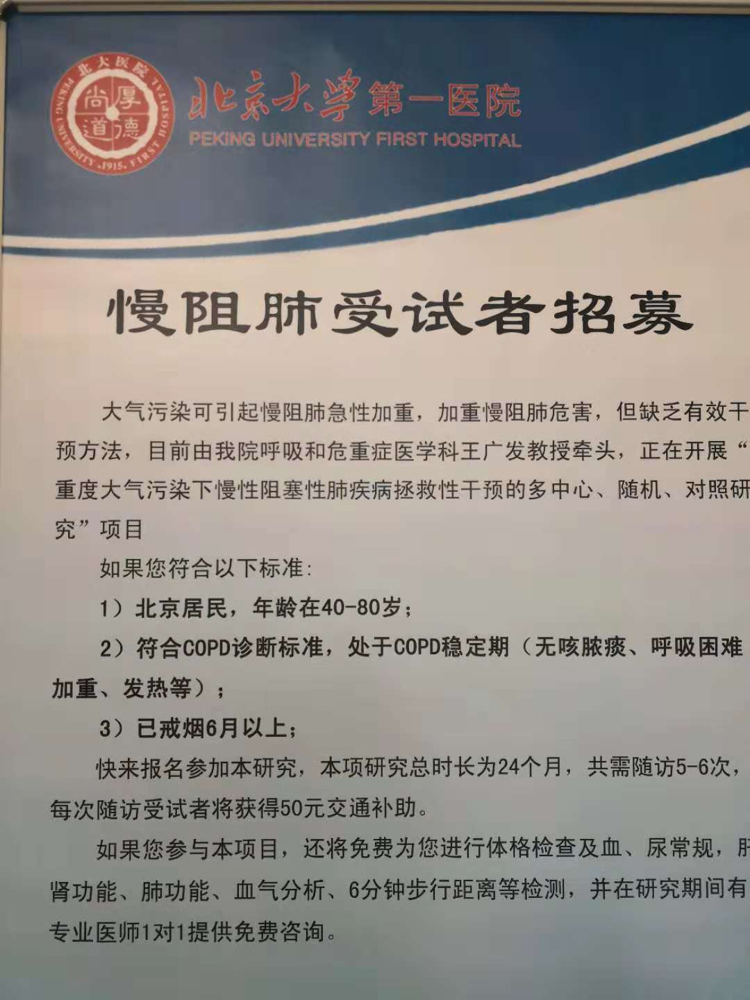 北大医院
厚德
尚道
PEKING UNIVERSITY FIRST HOSPITAL
·1915·
北京大学第一医院
PEKING UNIVERSITY FIRST HOSPITAL
慢阻肺受试者招募
大气污染可引起慢阻肺急性加重，加重慢阻肺危害，但缺乏有效干
预方法，目前由我院呼吸和危重症医学科王广发教授牵头，正在开展“
重度大气污染下慢性阻塞性肺疾病拯救性干预的多中心、随机、对照研
究”项目
如果您符合以下标准：
1）北京居民，年龄在40-80岁；
2）符合COPD诊断标准，处于COPD稳定期（无咳脓痰、呼吸困难
加重、发热等）；
3）已戒烟6月以上；
快来报名参加本研究，本项研究总时长为24个月，共需随访5-6次，
每次随访受试者将获得50元交通补助。
如果您参与本项目，还将免费为您进行体格检查及血、尿常规，肝
肾功能、肺功能、血气分析、6分钟步行距离等检测，并在研究期间有
专业医师1对1提供免费咨询。